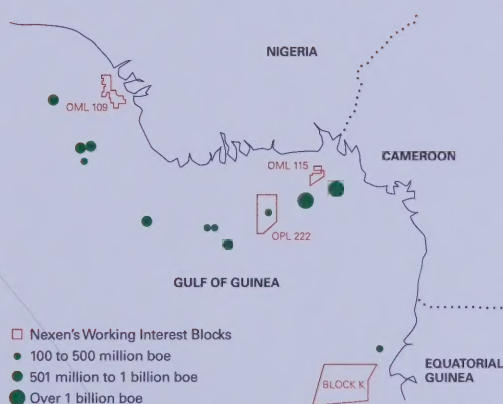 NIGERIA
OML 109
CAMEROON
OML 115
OPL 222
GULF OF GUINEA
Nexen's Working Interest Blocks
100 to 500 million boe
501 million to 1 billion boe
Over 1 billion boe
BLOCK K
EQUATORIAL
GUINEA